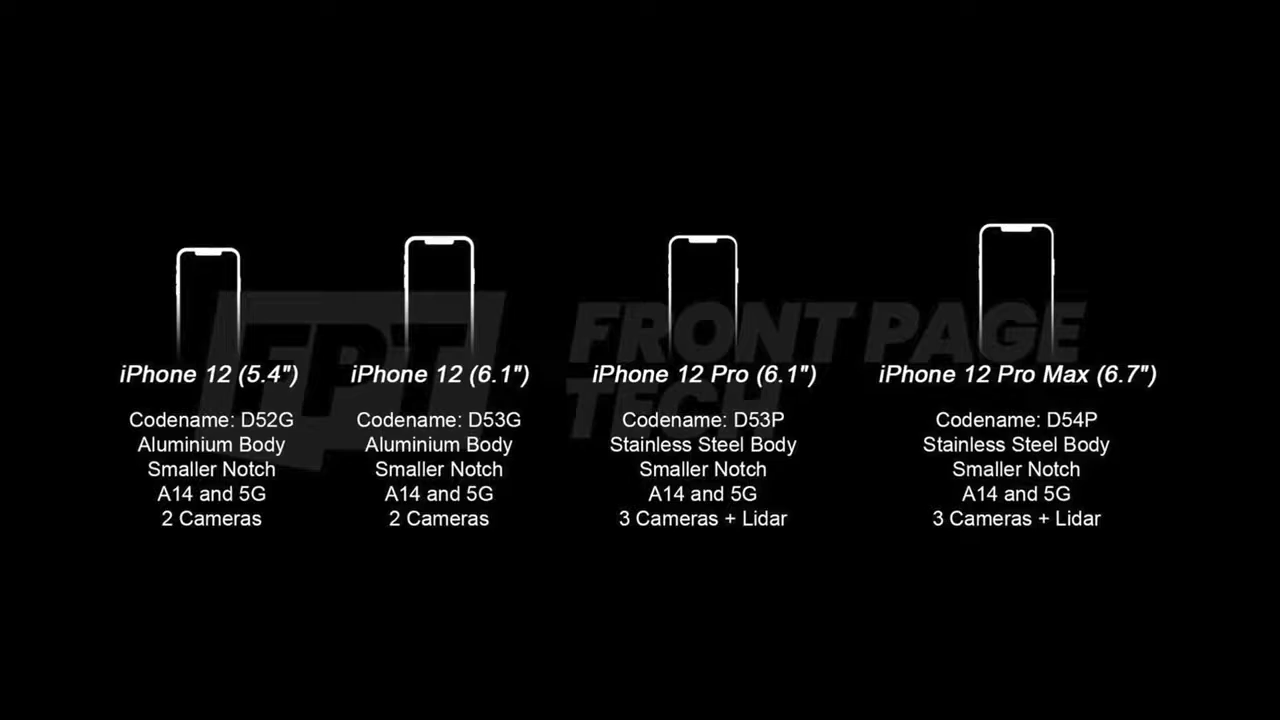 FPT
FRONT PAGE
TECH
iPhone 12 (5.4")
Codename: D52G
Aluminium Body
Smaller Notch
A14 and 5G
2 Cameras
iPhone 12 (6.1")
Codename: D53G
Aluminium Body
Smaller Notch
A14 and 5G
2 Cameras
iPhone 12 Pro (6.1")
Codename: D53P
Stainless Steel Body
Smaller Notch
A14 and 5G
3 Cameras + Lidar
iPhone 12 Pro Max (6.7")
Codename: D54P
Stainless Steel Body
Smaller Notch
A14 and 5G
3 Cameras + Lidar